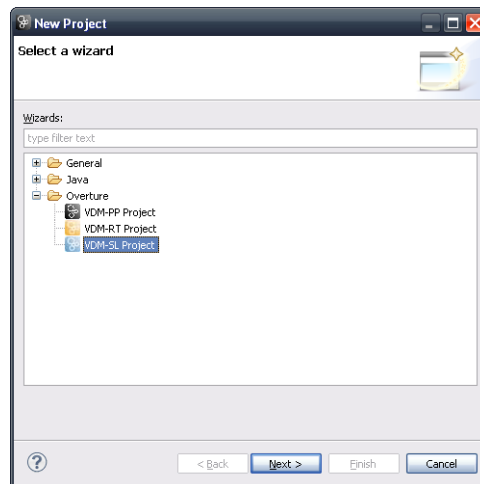 New Project
Select a wizard
Wizards:
type filter text
General
Java
Overture
VDM-PP Project
VDM-RT Project
VDM-SL Project
< Back Next > Finish Cancel